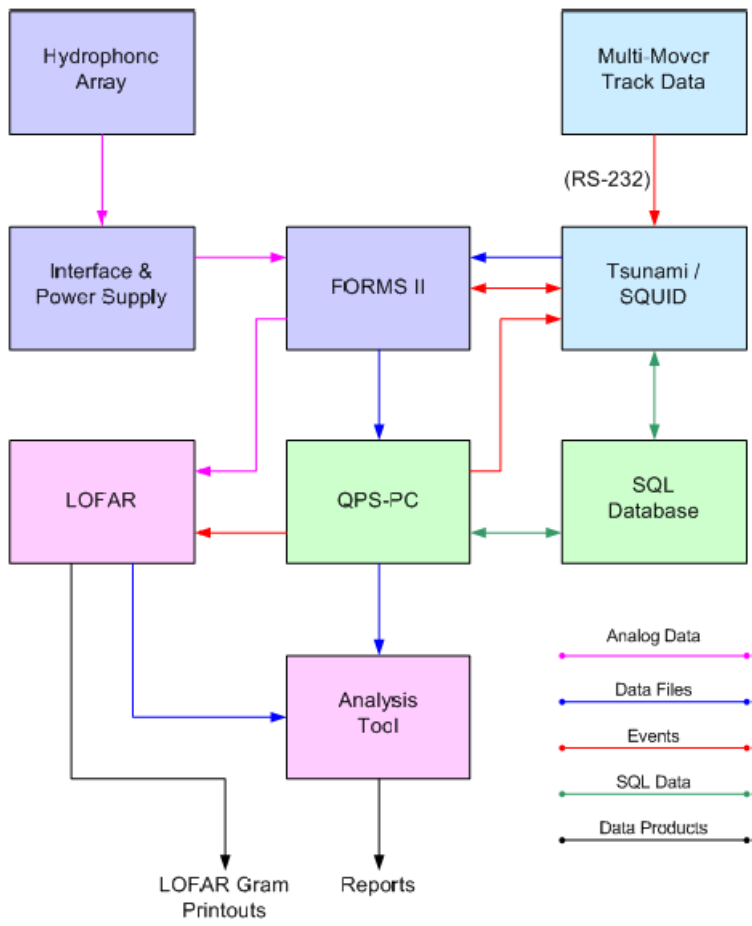 Hydrophone
Array
Multi-Mover
Track Data
(RS-232)
Interface &
Power Supply
FORMS II
Tsunami /
SQUID
LOFAR
QPS-PC
SQL
Database
Analog Data
Data Files
Events
SQL Data
Data Products
Analysis
Tool
LOFAR Gram
Printouts
Reports